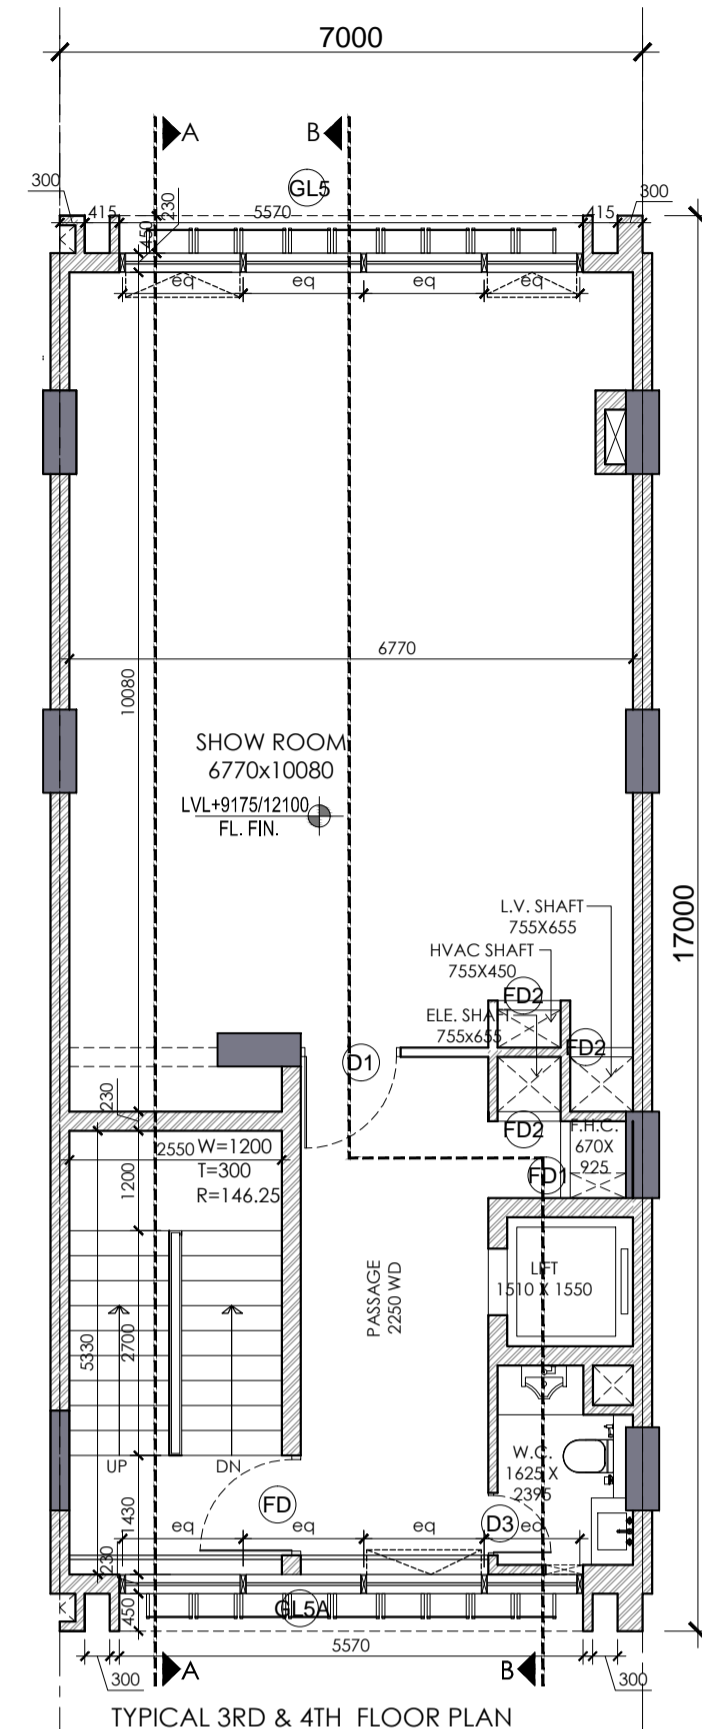 7000
A
B
GL5
300
300
415
230
5570
415
450
eq
eq
eq
eq
6770
10080
SHOW ROOM
6770x10080
LVL+9175/12100
FL. FIN.
17000
L.V. SHAFT
755X655
HVAC SHAFT
755X450
FD2
ELE. SHAFT
755x655
FD2
D1
230
FD2
F.H.C.
670X
925
2550
W=1200
T=300
R=146.25
1200
FD1
LIFT
1510 X 1550
PASSAGE
2250 WD
5330
2700
UP
DN
W.C.
1625 X
2395
FD
D3
1430
eq
eq
eq
eq
230
450
GL5A
5570
300
300
A
B
TYPICAL 3RD & 4TH FLOOR PLAN